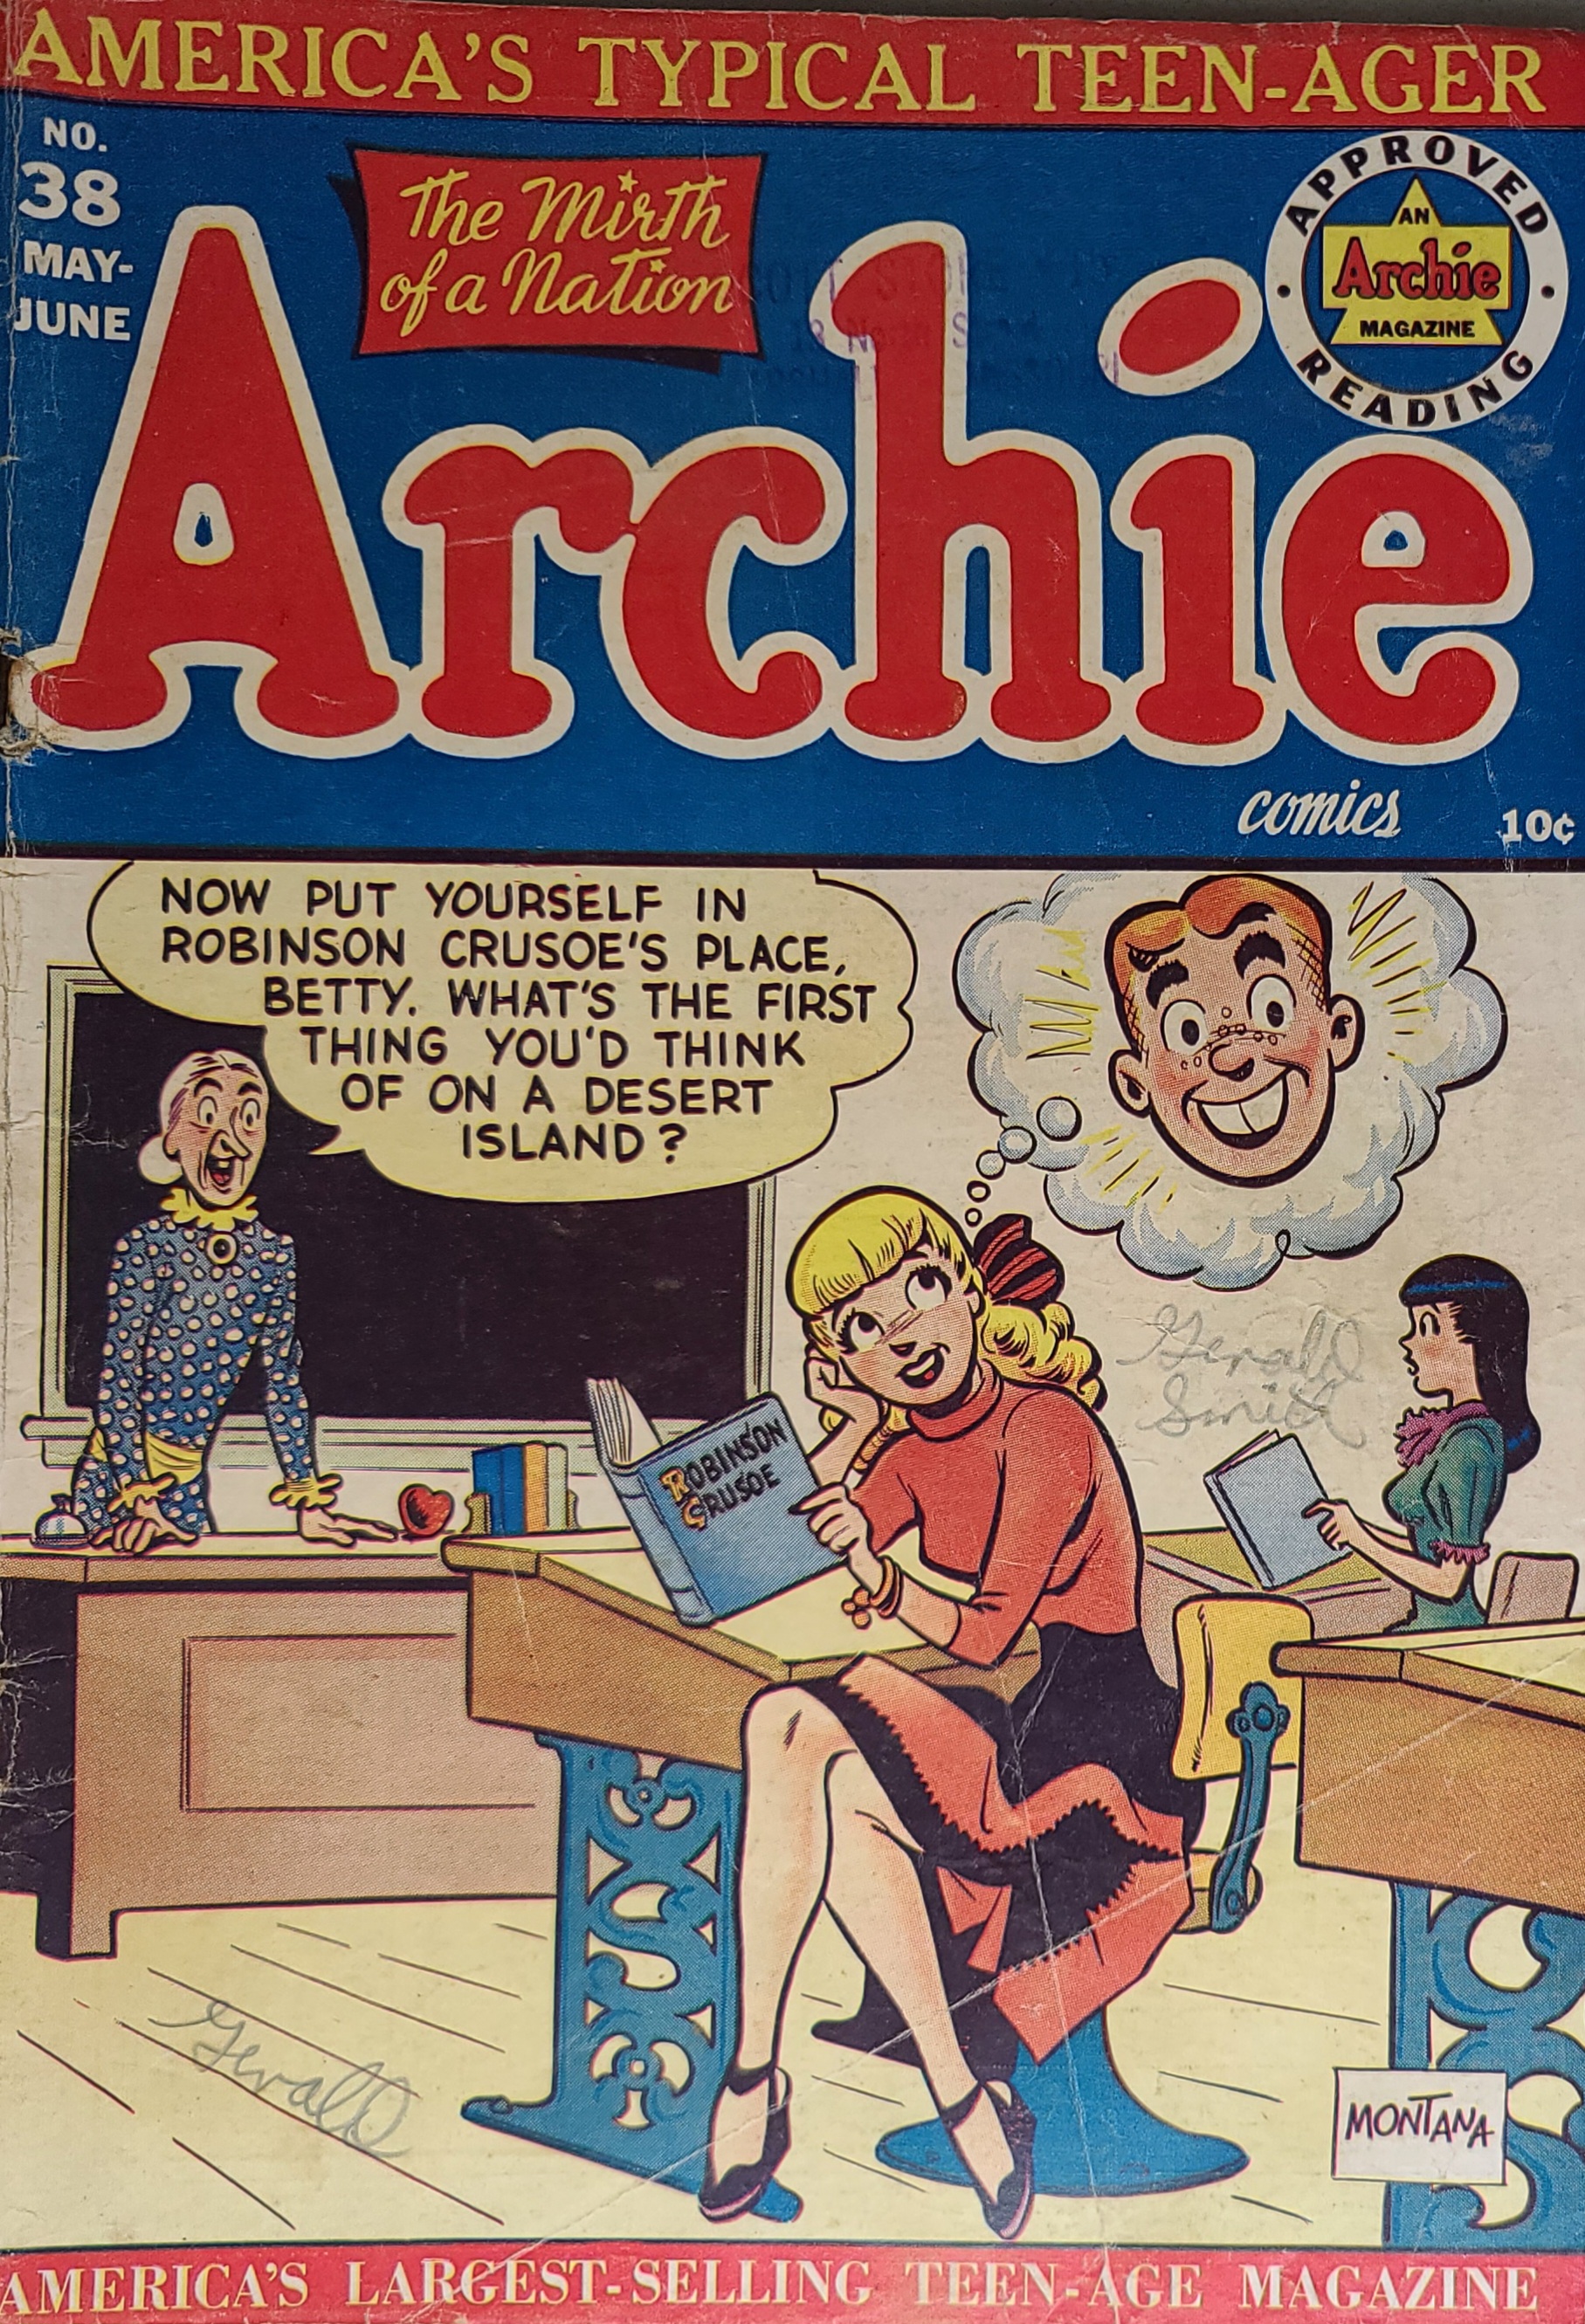 AMERICA'S TYPICAL TEEN-AGER
NO.
38
MAY-
JUNE
The Mirth
of a Nation
APPROVED
AN
Archie
MAGAZINE
READING
Archie
comics
10¢
NOW PUT YOURSELF IN
ROBINSON CRUSOE'S PLACE,
BETTY. WHAT'S THE FIRST
THING YOU'D THINK
OF ON A DESERT
ISLAND?
Gerald
ROBINSON
CRUSOE
Gerald
MONTANA
AMERICA'S LARGEST-SELLING TEEN-AGE MAGAZINE